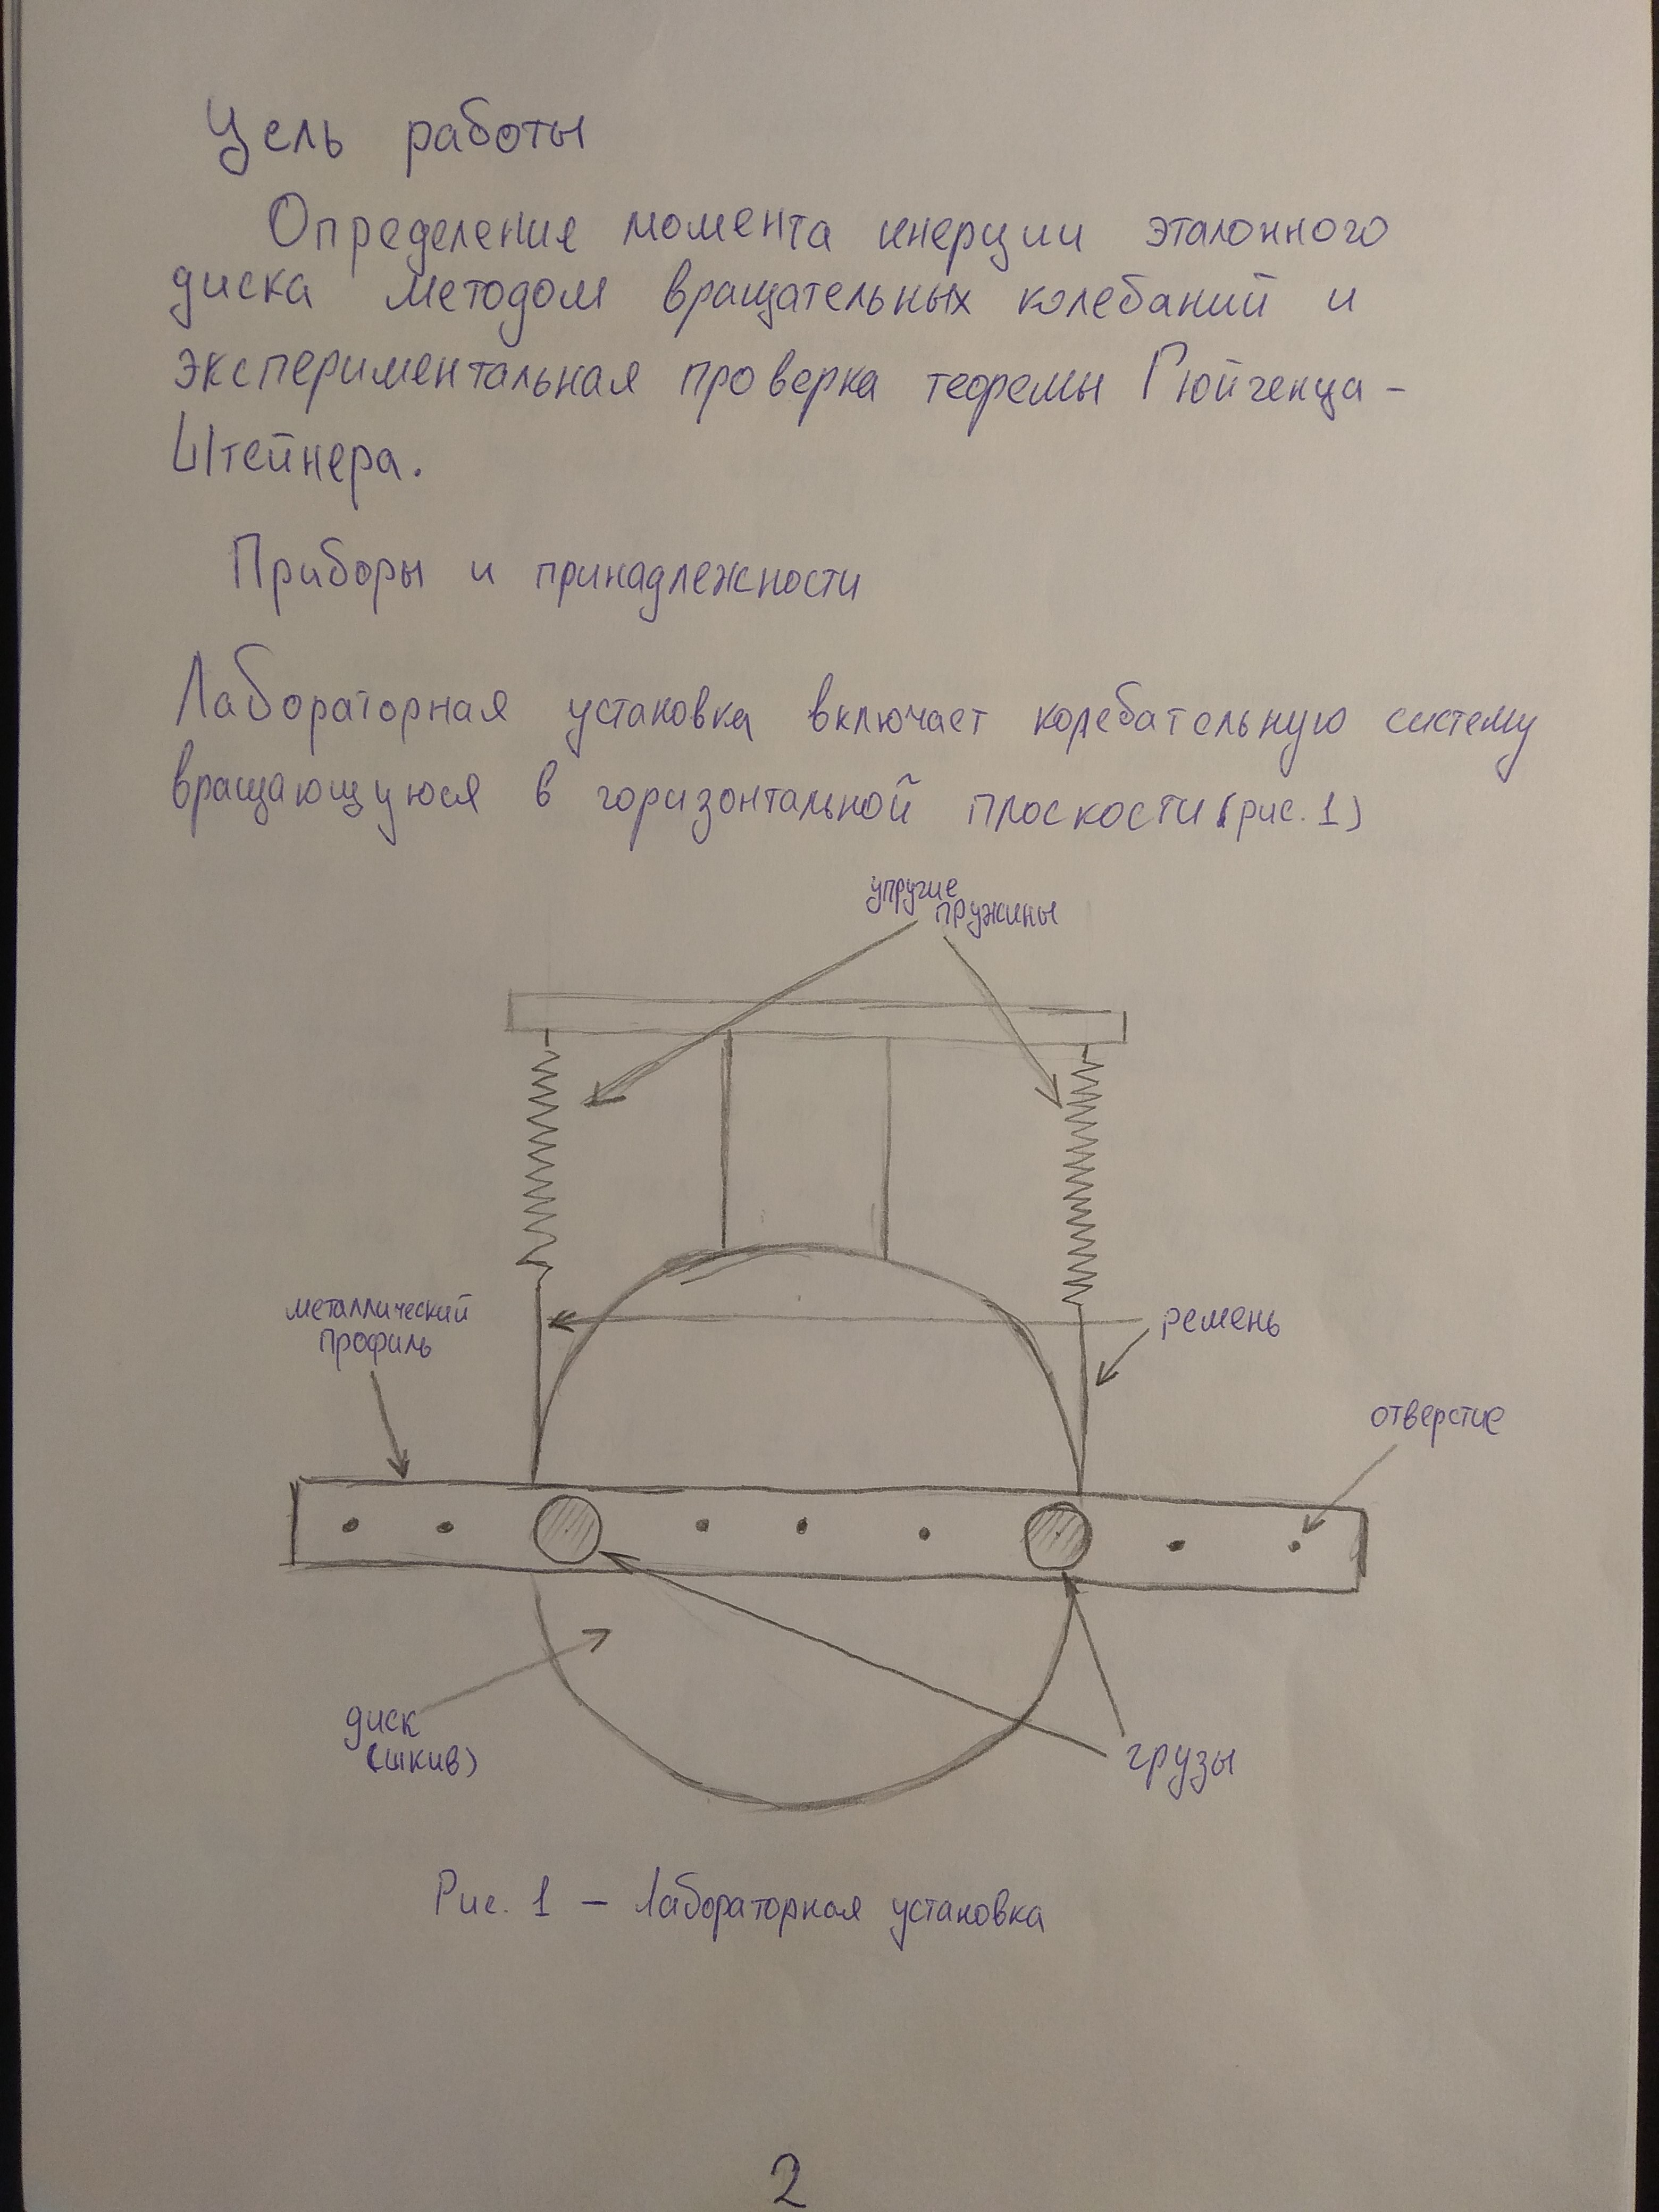 Цель работы
Определение момента инерции эталонного
диска методом вращательных колебаний и
экспериментальная проверка теоремы Гюйгенца-
Штейнера.
Приборы и принадлежности
Лабораторная установка включает колебательную систему
вращающуюся в горизонтальной плоскости (рис. 1)
упругие
пружины
металлический
профиль
ремень
отверстие
диск
(шкив)
грузы
Рис. 1 – Лабораторная установка
2